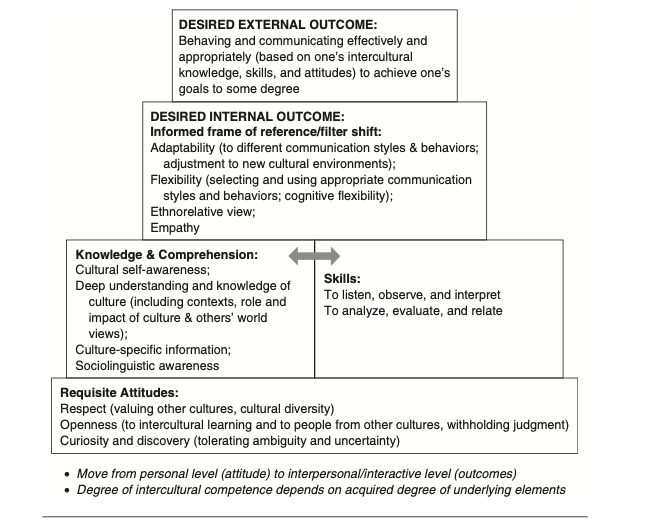 DESIRED EXTERNAL OUTCOME:
Behaving and communicating effectively and
appropriately (based on one's intercultural
knowledge, skills, and attitudes) to achieve one's
goals to some degree
DESIRED INTERNAL OUTCOME:
Informed frame of reference/filter shift:
Adaptability (to different communication styles & behaviors;
adjustment to new cultural environments);
Flexibility (selecting and using appropriate communication
styles and behaviors; cognitive flexibility);
Ethnorelative view;
Empathy
Knowledge & Comprehension:
Cultural self-awareness;
Deep understanding and knowledge of
culture (including contexts, role and
impact of culture & others' world
views);
Culture-specific information;
Sociolinguistic awareness
Skills:
To listen, observe, and interpret
To analyze, evaluate, and relate
Requisite Attitudes:
Respect (valuing other cultures, cultural diversity)
Openness (to intercultural learning and to people from other cultures, withholding judgment)
Curiosity and discovery (tolerating ambiguity and uncertainty)
• Move from personal level (attitude) to interpersonal/interactive level (outcomes)
• Degree of intercultural competence depends on acquired degree of underlying elements